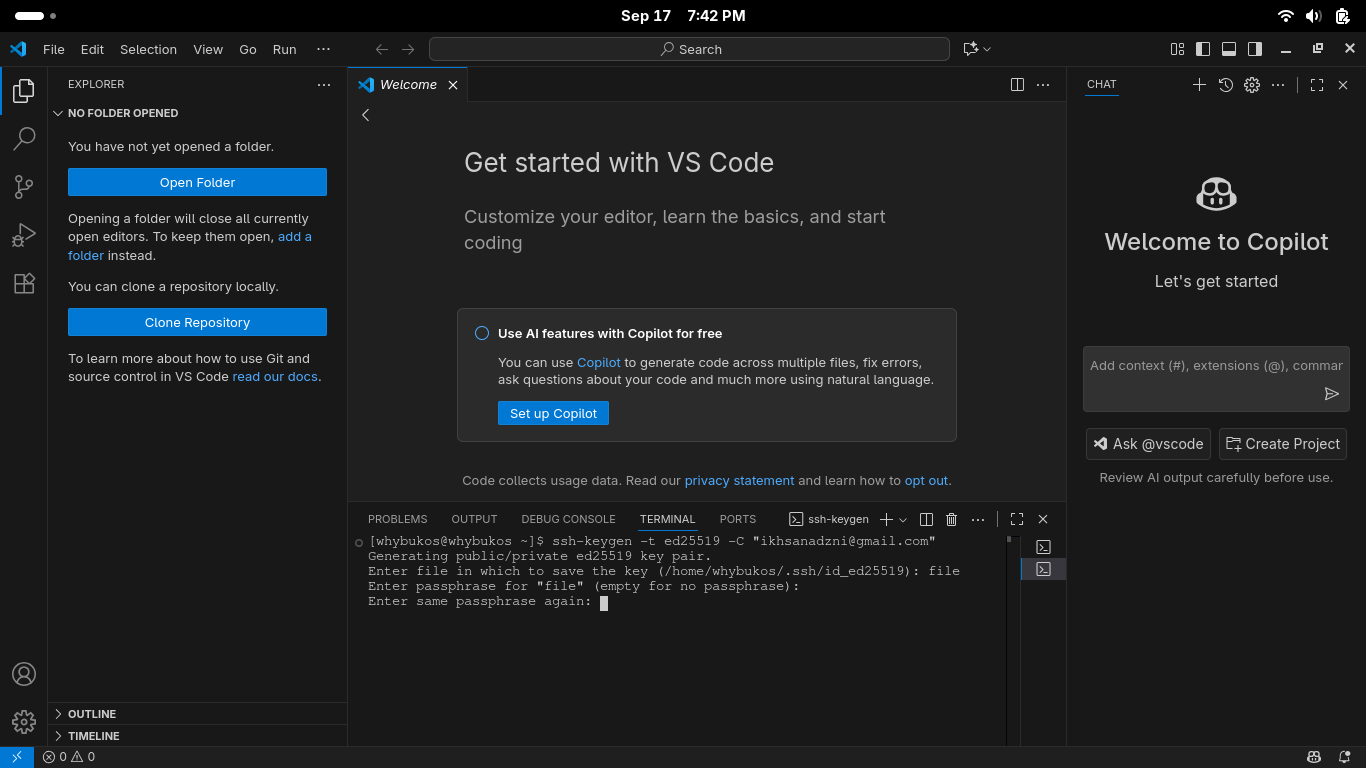 Sep 17 7:42 PM
File Edit Selection View Go Run
Search
EXPLORER
NO FOLDER OPENED
You have not yet opened a folder.
Open Folder
Opening a folder will close all currently
open editors. To keep them open, add a
folder instead.
You can clone a repository locally.
Clone Repository
To learn more about how to use Git and
source control in VS Code read our docs.
OUTLINE
TIMELINE
Welcome
Get started with VS Code
Customize your editor, learn the basics, and start
coding
Use AI features with Copilot for free
You can use Copilot to generate code across multiple files, fix errors,
ask questions about your code and much more using natural language.
Set up Copilot
Code collects usage data. Read our privacy statement and learn how to opt out.
PROBLEMS OUTPUT DEBUG CONSOLE TERMINAL PORTS
ssh-keygen
[whybukos@whybukos ~]$ ssh-keygen -t ed25519 -C "ikhsanadzni@gmail.com"
Generating public/private ed25519 key pair.
Enter file in which to save the key (/home/whybukos/.ssh/id_ed25519): file
Enter passphrase for "file" (empty for no passphrase):
Enter same passphrase again:
CHAT
Welcome to Copilot
Let's get started
Add context (#), extensions (@), commar
Ask @vscode
Create Project
Review AI output carefully before use.
0 0